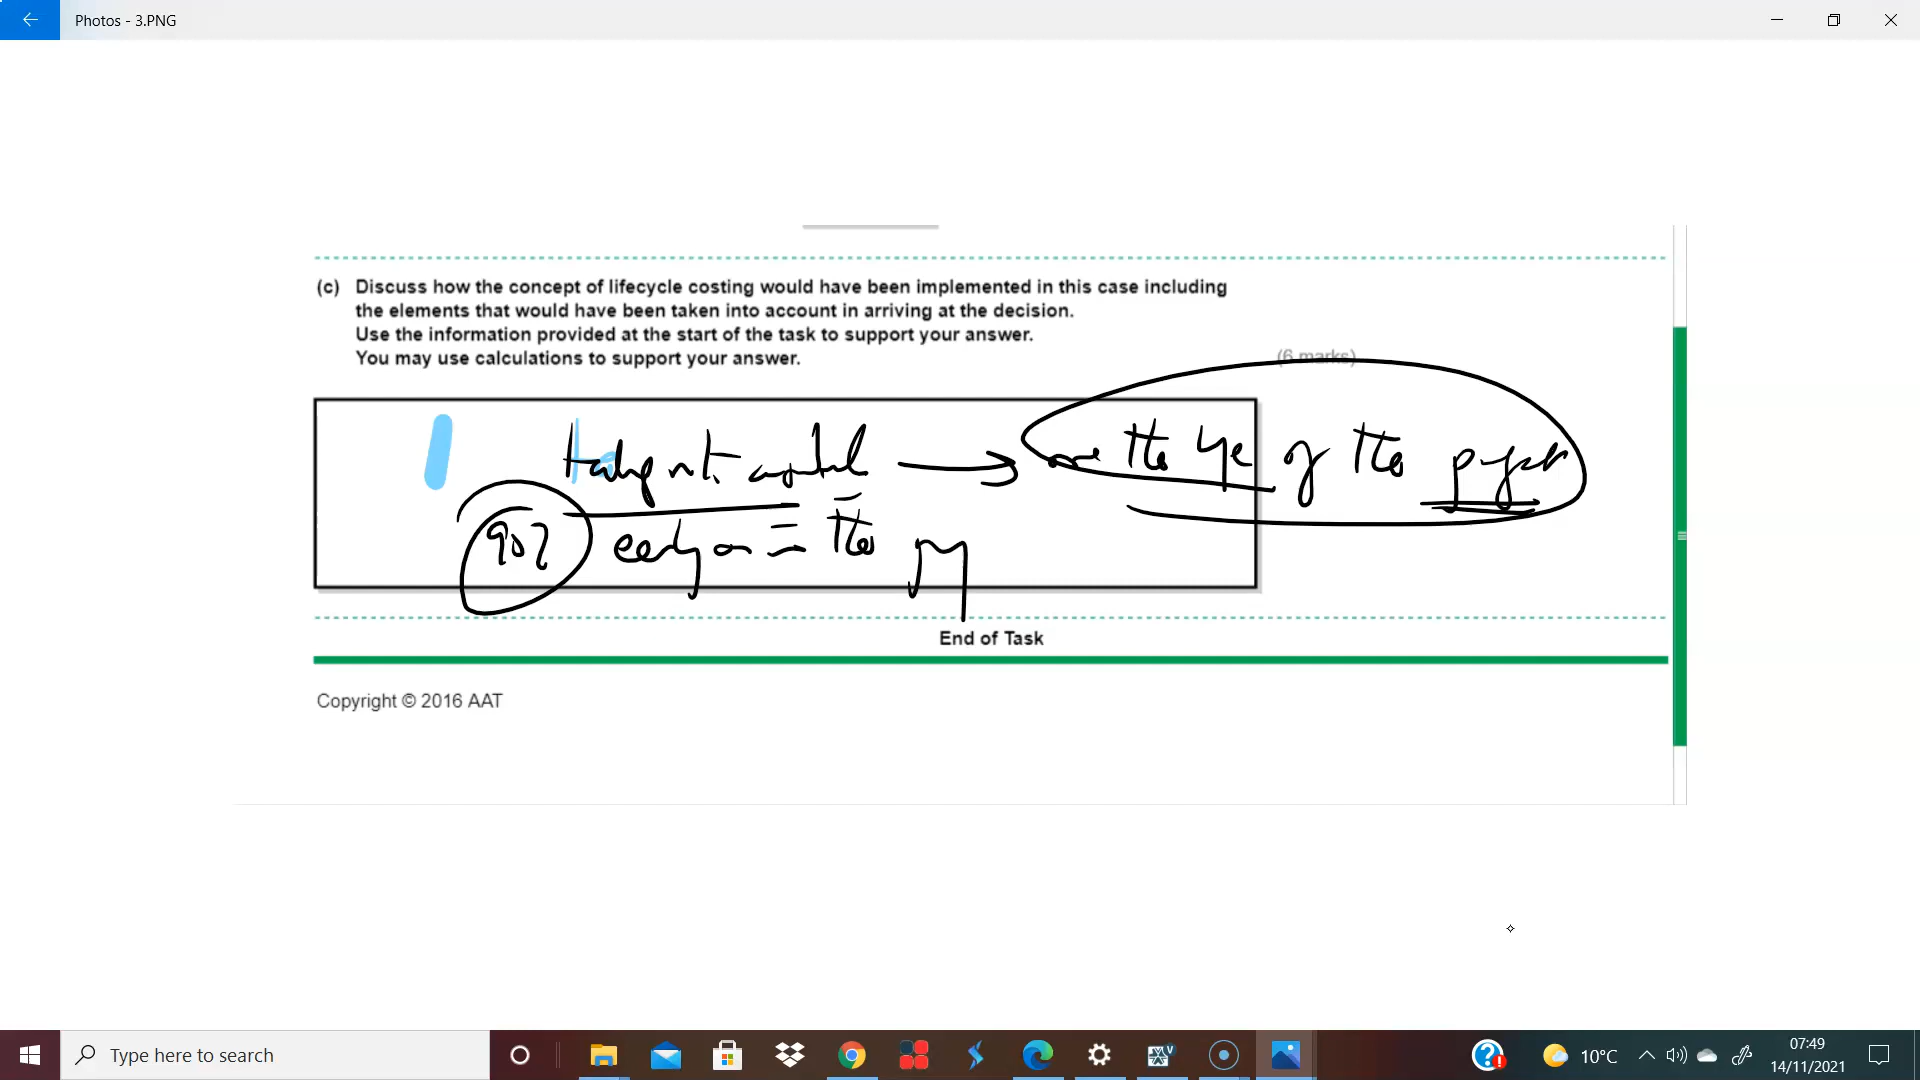 Photos - 3.PNG
(c) Discuss how the concept of lifecycle costing would have been implemented in this case including
the elements that would have been taken into account in arriving at the decision.
Use the information provided at the start of the task to support your answer.
You may use calculations to support your answer.
(6 marks)
the of the
90% early on = the
End of Task
Copyright © 2016 AAT
Type here to search
10°C
07:49
14/11/2021